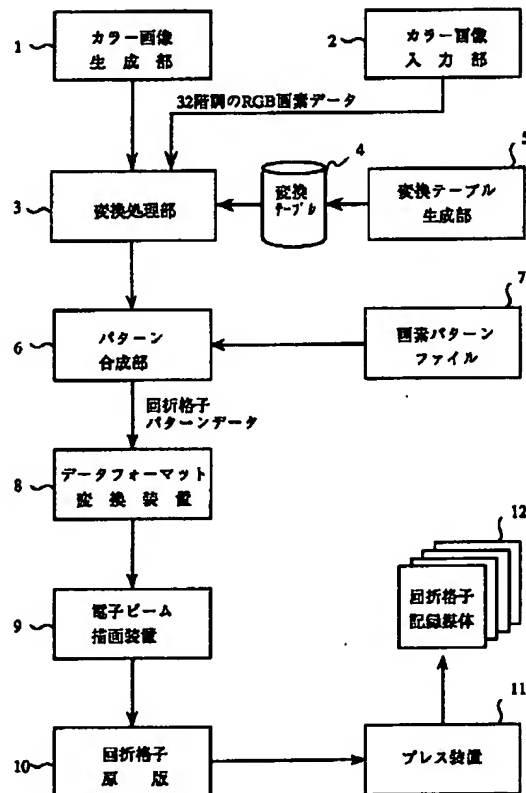 1
カラー画像
生成部
2
カラー画像
入力部
32階調のRGB画素データ
3
変換処理部
4
変換
テーブル
5
変換テーブル
生成部
6
パターン
合成部
7
画素パターン
ファイル
回折格子
パターンデータ
8
データフォーマット
変換装置
9
電子ビーム
描画装置
10
回折格子
原版
11
プレス装置
12
回折格子
記録媒体